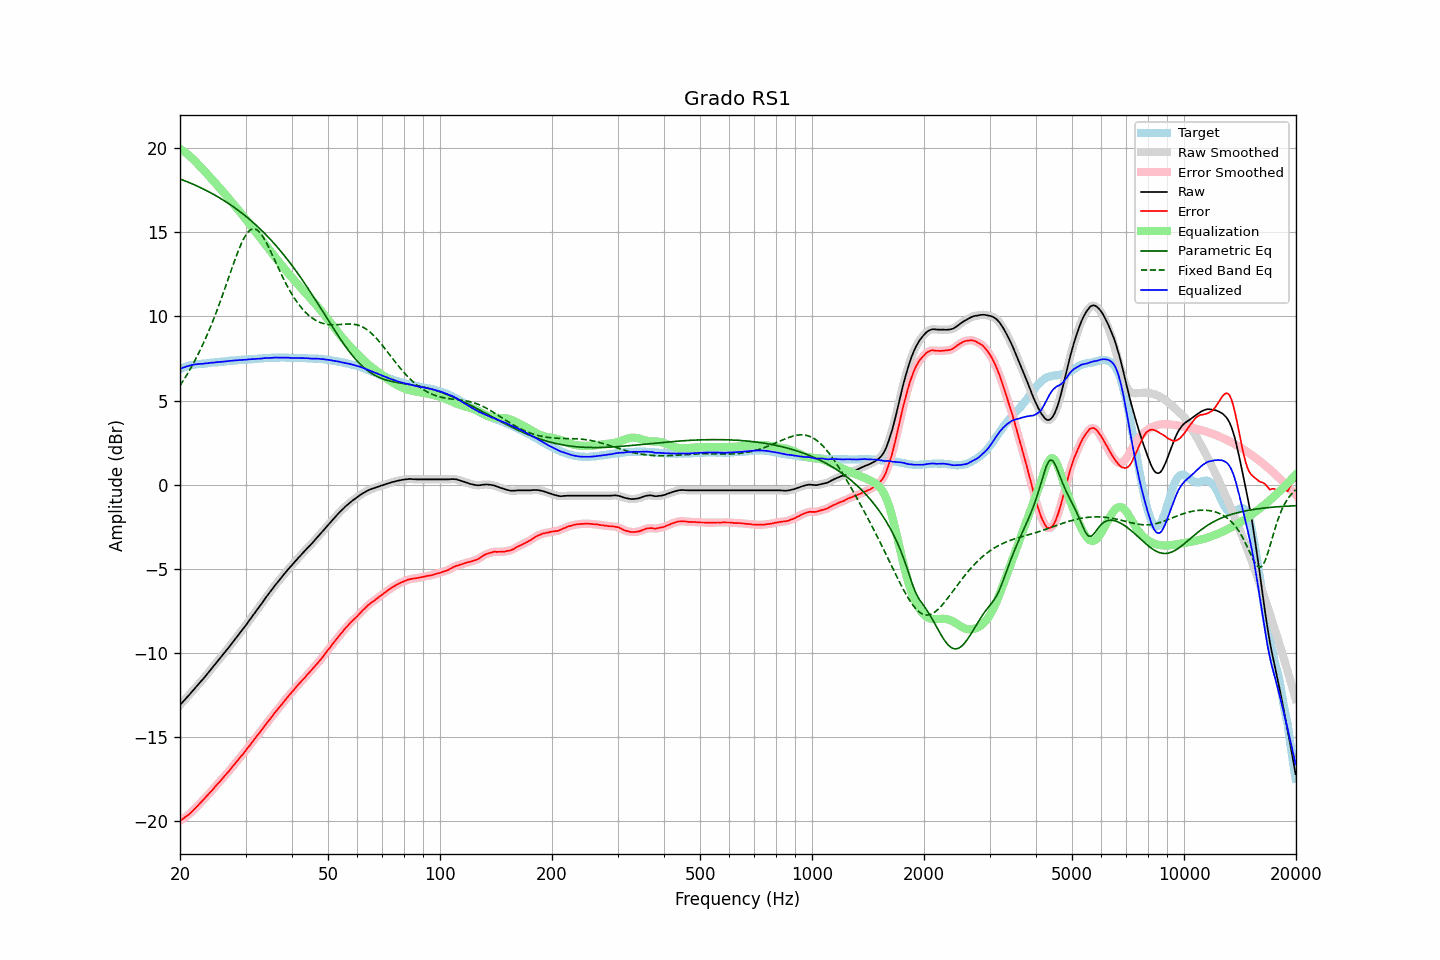 Grado RS1
Amplitude (dBr)
20
15
10
5
0
−5
−10
−15
−20
Target
Raw Smoothed
Error Smoothed
Raw
Error
Equalization
Parametric Eq
Fixed Band Eq
Equalized
20 50 100 200 500 1000 2000 5000 10000 20000
Frequency (Hz)